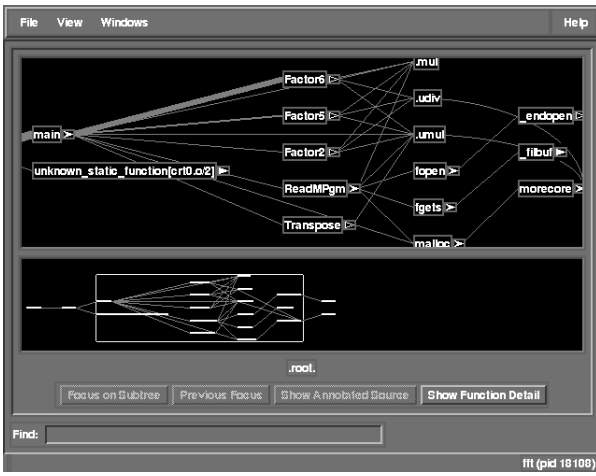 File View Windows Help
.mul
Factor6
.udiv
Factor5
_endopen
main
.umul
Factor2
_filbuf
unknown_static_function[crt0.o/2]
fopen
ReadMPgm
morecore
fgets
Transpose
malloc
.root.
Focus on Subtree Previous Focus Show Annotated Source Show Function Detail
Find:
fft (pid 18108)